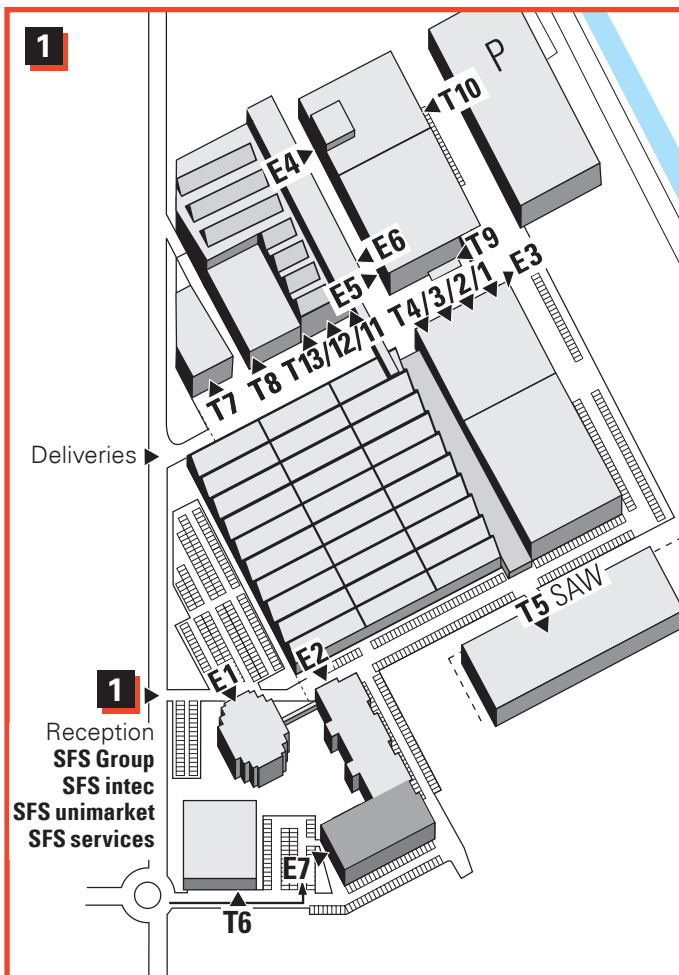 1
P
T10
E4
E6
T9
E5
E3
T4/3/2/1
T13/12/11
T8
T7
Deliveries
T5 SAW
E2
E1
1
Reception
SFS Group
SFS intec
SFS unimarket
SFS services
E7
T6